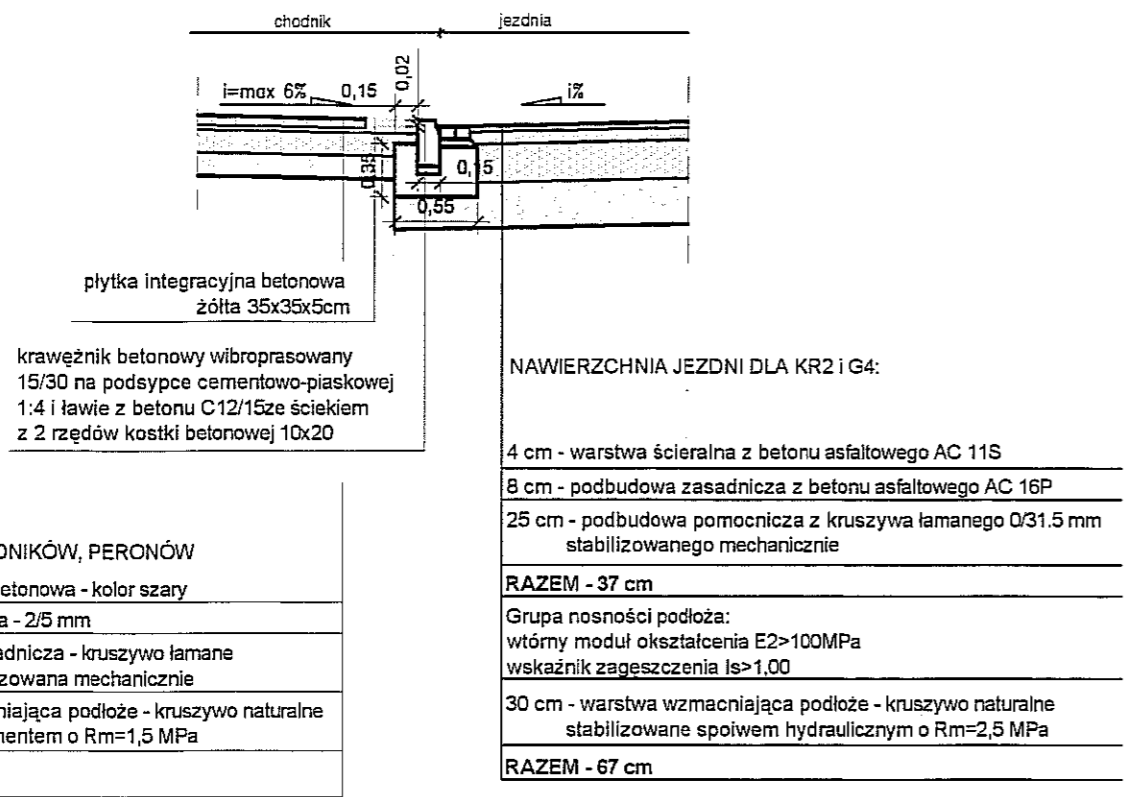 chodnik
jezdnia
i=max 6%
0,15
0,02
i%
0,35
0,15
0,55
płytka integracyjna betonowa
żółta 35x35x5cm
krawężnik betonowy wibroprasowany
15/30 na podsypce cementowo-piaskowej
1:4 i ławie z betonu C12/15ze ściekiem
z 2 rzędów kostki betonowej 10x20
NAWIERZCHNIA JEZDNI DLA KR2 i G4:
4 cm - warstwa ścieralna z betonu asfaltowego AC 11S
8 cm - podbudowa zasadnicza z betonu asfaltowego AC 16P
25 cm - podbudowa pomocnicza z kruszywa łamanego 0/31.5 mm
stabilizowanego mechanicznie
RAZEM - 37 cm
Grupa nosności podłoża:
wtórny moduł okształcenia E2>100MPa
wskaźnik zagęszczenia Is>1,00
30 cm - warstwa wzmacniająca podłoże - kruszywo naturalne
stabilizowane spoiwem hydraulicznym o Rm=2,5 MPa
RAZEM - 67 cm
DNIKÓW, PERONÓW
etonowa - kolor szary
a - 2/5 mm
adnicza - kruszywo łamane
zowana mechanicznie
niająca podłoże - kruszywo naturalne
mentem o Rm=1,5 MPa